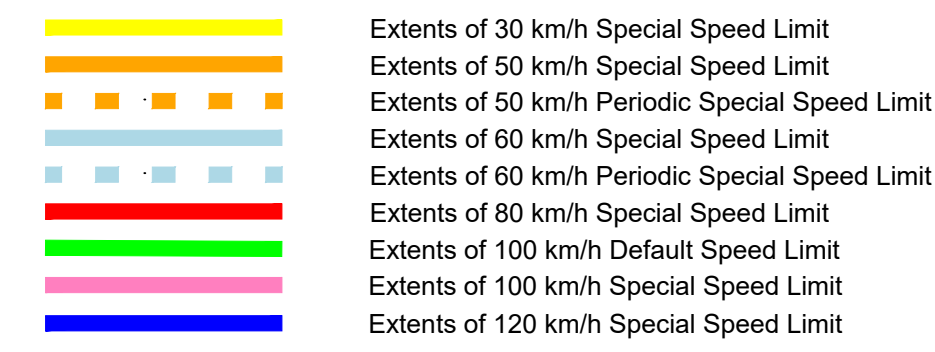 Extents of 30 km/h Special Speed Limit
Extents of 50 km/h Special Speed Limit
Extents of 50 km/h Periodic Special Speed Limit
Extents of 60 km/h Special Speed Limit
Extents of 60 km/h Periodic Special Speed Limit
Extents of 80 km/h Special Speed Limit
Extents of 100 km/h Default Speed Limit
Extents of 100 km/h Special Speed Limit
Extents of 120 km/h Special Speed Limit